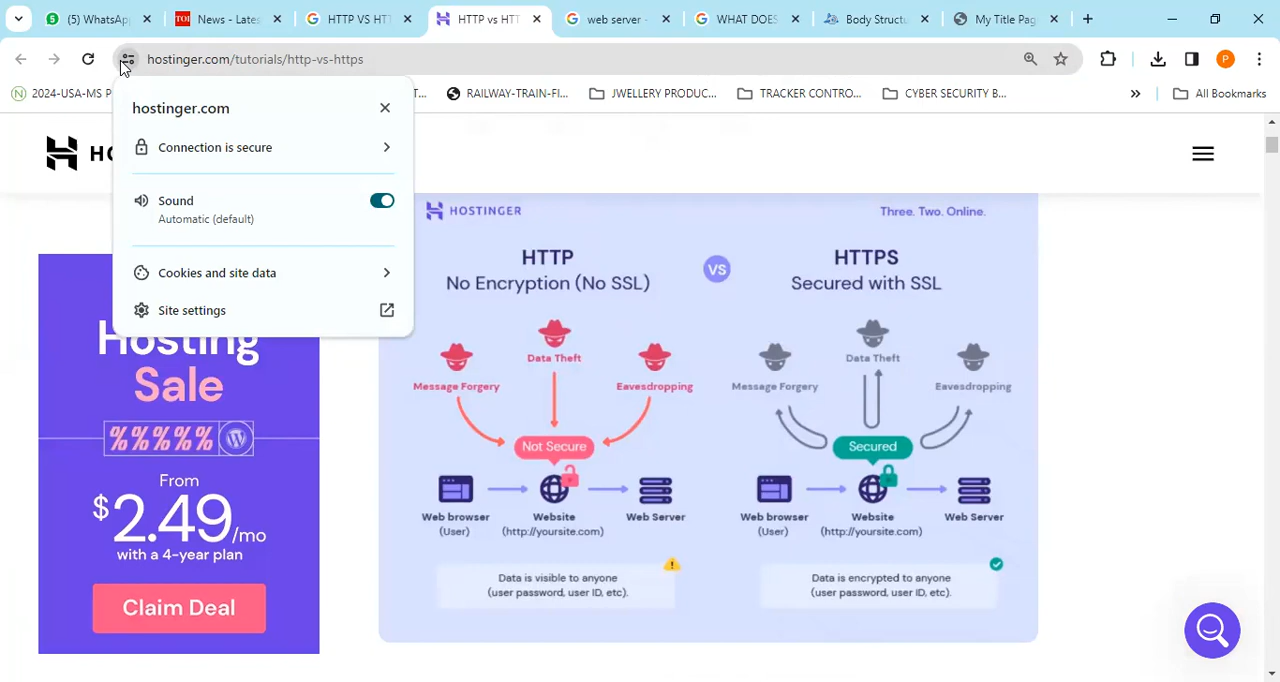 (5) WhatsAp
News - Lates
HTTP VS HT
HTTP vs HTT
web server -
WHAT DOES
Body Structu
My Title Pag
hostinger.com/tutorials/http-vs-https
2024-USA-MS P
T...
RAILWAY-TRAIN-FI...
JWELLERY PRODUC...
TRACKER CONTRO...
CYBER SECURITY B...
All Bookmarks
hostinger.com
Connection is secure
Sound
Automatic (default)
Cookies and site data
Site settings
HOSTINGER
Three. Two. Online.
HTTP
No Encryption (No SSL)
VS
HTTPS
Secured with SSL
Data Theft
Message Forgery
Eavesdropping
Not Secure
Web browser
(User)
Website
(http://yoursite.com)
Web Server
Data is visible to anyone
(user password, user ID, etc).
Data Theft
Message Forgery
Eavesdropping
Secured
Web browser
(User)
Website
(http://yoursite.com)
Web Server
Data is encrypted to anyone
(user password, user ID, etc).
Hosting
Sale
%%%%%
From
$2.49/mo
with a 4-year plan
Claim Deal